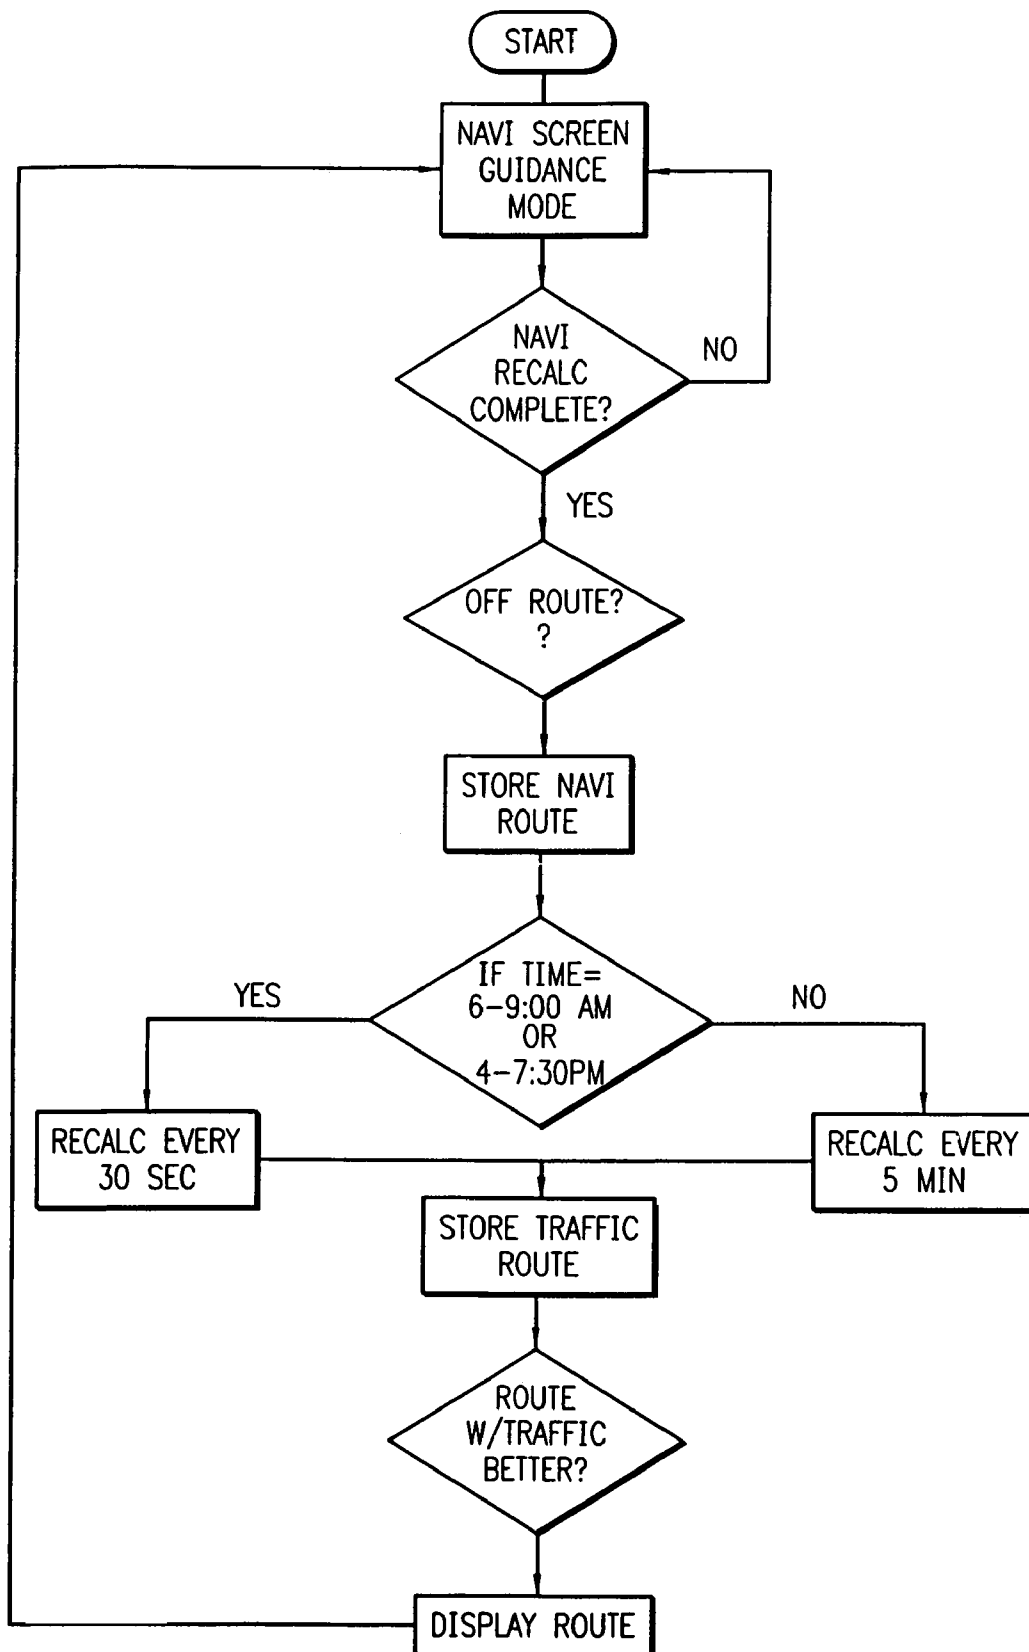 START
NAVI SCREEN
GUIDANCE
MODE
NAVI
RECALC
COMPLETE?
NO
YES
OFF ROUTE?
?
STORE NAVI
ROUTE
IF TIME=
6-9:00 AM
OR
4-7:30PM
YES
NO
RECALC EVERY
30 SEC
RECALC EVERY
5 MIN
STORE TRAFFIC
ROUTE
ROUTE
W/TRAFFIC
BETTER?
DISPLAY ROUTE